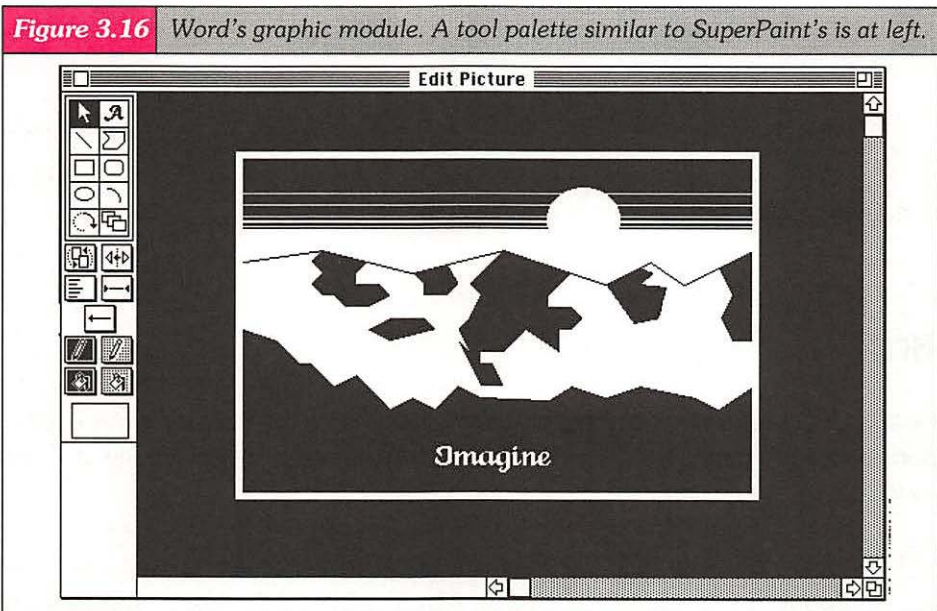 Figure 3.16 Word's graphic module. A tool palette similar to SuperPaint's is at left.
Edit Picture
A
Imagine